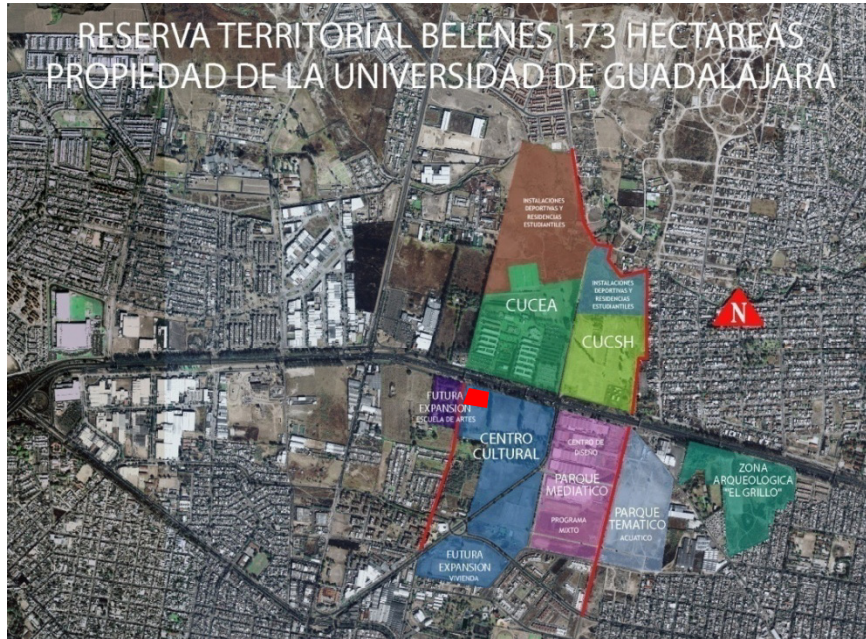 RESERVA TERRITORIAL BELENES 173 HECTAREAS
PROPIEDAD DE LA UNIVERSIDAD DE GUADALAJARA
INSTALACIONES
DEPORTIVAS Y
RESIDENCIAS
ESTUDIANTILES
INSTALACIONES
DEPORTIVAS Y
RESIDENCIAS
ESTUDIANTILES
CUCEA
N
CUCSH
FUTURA
EXPANSION
ESCUELA DE ARTES
CENTRO
CULTURAL
CENTRO DE
DISEÑO
PARQUE
MEDIATICO
PROGRAMA
MIXTO
PARQUE
TEMATICO
ACUATICO
ZONA
ARQUEOLOGICA
"EL GRILLO"
FUTURA
EXPANSION
VIVIENDA